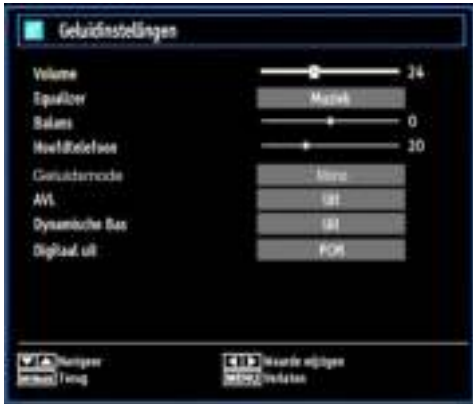 Geluidinstellingen
Volume 24
Equalizer Muziek
Balans 0
Hoofdtelefoon 20
Geluidsmode Mono
AVL Uit
Dynamische Bas Uit
Digitaal uit PCM
Navigeer Waarde wijzigen
Terug MENU Verlaten